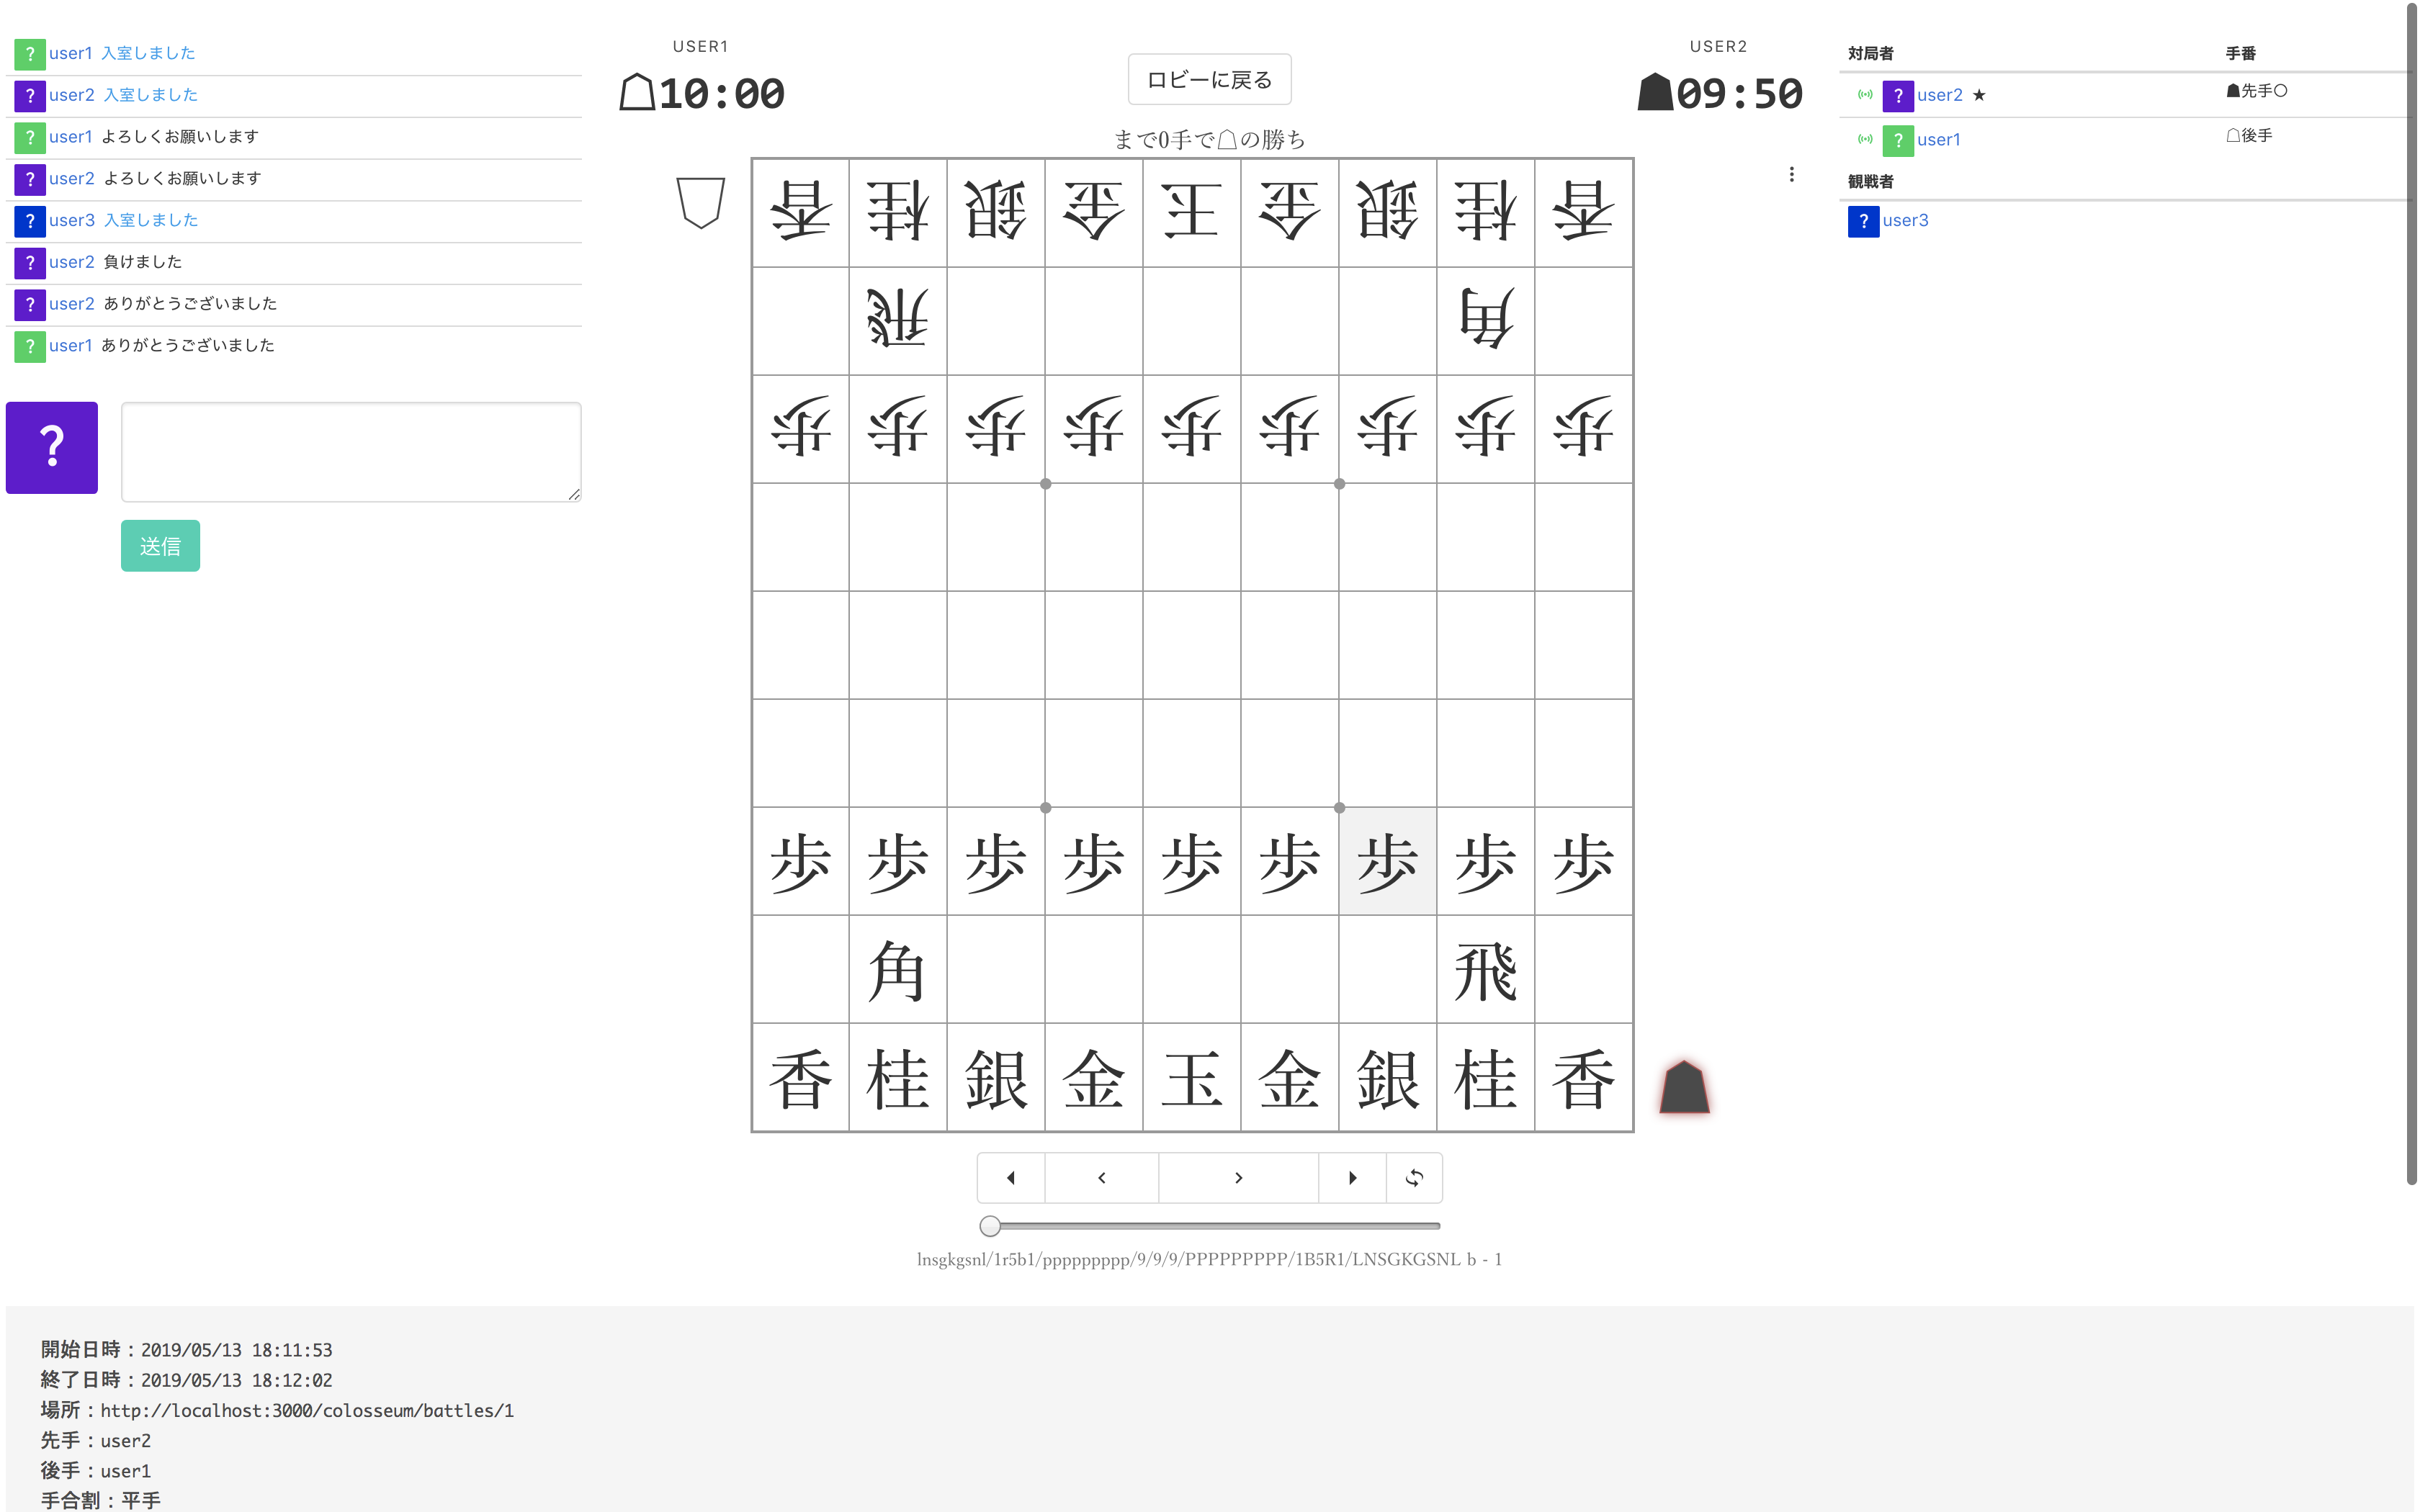 user1 入室しました
user2 入室しました
user1 よろしくお願いします
user2 よろしくお願いします
user3 入室しました
user2 負けました
user2 ありがとうございました
user1 ありがとうございました
?
送信
USER1
☖10:00
ロビーに戻る
USER2
☗09:50
まで0手で☖の勝ち
香 桂 銀 金 王 金 銀 桂 香
飛 角
歩 歩 歩 歩 歩 歩 歩 歩 歩
歩 歩 歩 歩 歩 歩 歩 歩 歩
角 飛
香 桂 銀 金 玉 金 銀 桂 香
lnsgkgsnl/1r5b1/ppppppppp/9/9/9/PPPPPPPPP/1B5R1/LNSGKGSNL b - 1
対局者 手番
user2 ★ ☗先手○
user1 ☖後手
観戦者
user3
開始日時：2019/05/13 18:11:53
終了日時：2019/05/13 18:12:02
場所：http://localhost:3000/colosseum/battles/1
先手：user2
後手：user1
手合割：平手